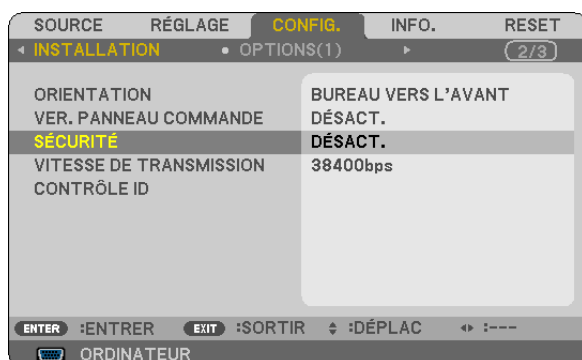 SOURCE RÉGLAGE CONFIG. INFO. RESET
INSTALLATION • OPTIONS(1) 2/3
ORIENTATION BUREAU VERS L'AVANT
VER. PANNEAU COMMANDE DÉSACT.
SÉCURITÉ DÉSACT.
VITESSE DE TRANSMISSION 38400bps
CONTRÔLE ID
ENTER :ENTRER EXIT :SORTIR :DÉPLAC :---
ORDINATEUR